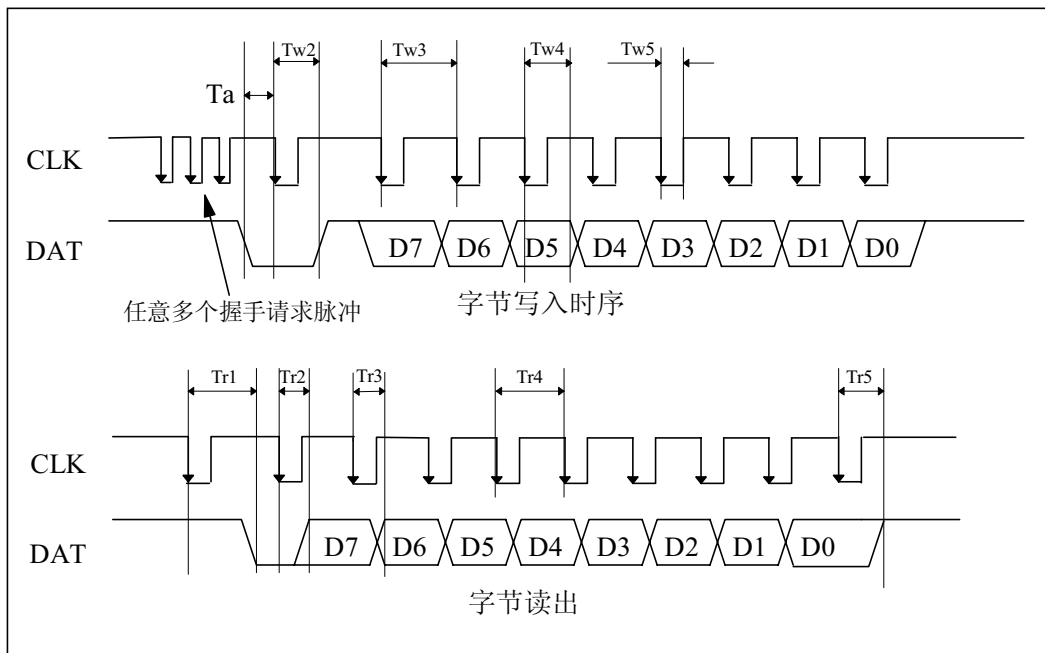 Tw2 Tw3 Tw4 Tw5
Ta
CLK
DAT D7 D6 D5 D4 D3 D2 D1 D0
任意多个握手请求脉冲
字节写入时序
Tr1 Tr2 Tr3 Tr4 Tr5
CLK
DAT D7 D6 D5 D4 D3 D2 D1 D0
字节读出